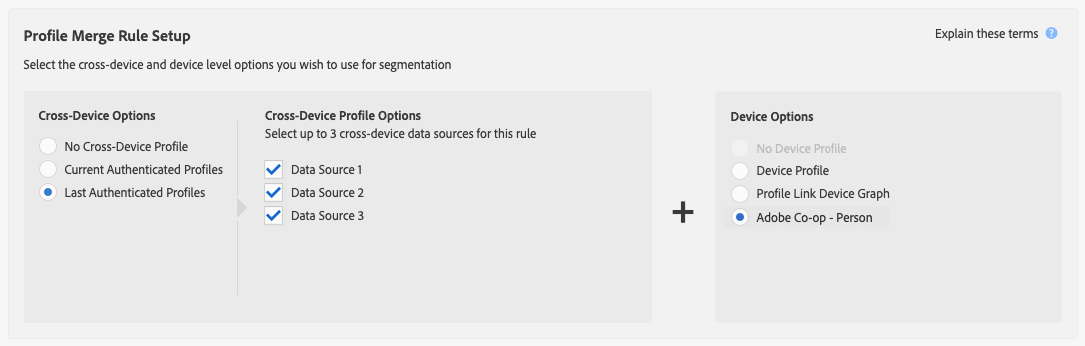 Profile Merge Rule Setup
Explain these terms ?
Select the cross-device and device level options you wish to use for segmentation
Cross-Device Options
No Cross-Device Profile
Current Authenticated Profiles
Last Authenticated Profiles
Cross-Device Profile Options
Select up to 3 cross-device data sources for this rule
Data Source 1
Data Source 2
Data Source 3
+
Device Options
No Device Profile
Device Profile
Profile Link Device Graph
Adobe Co-op - Person